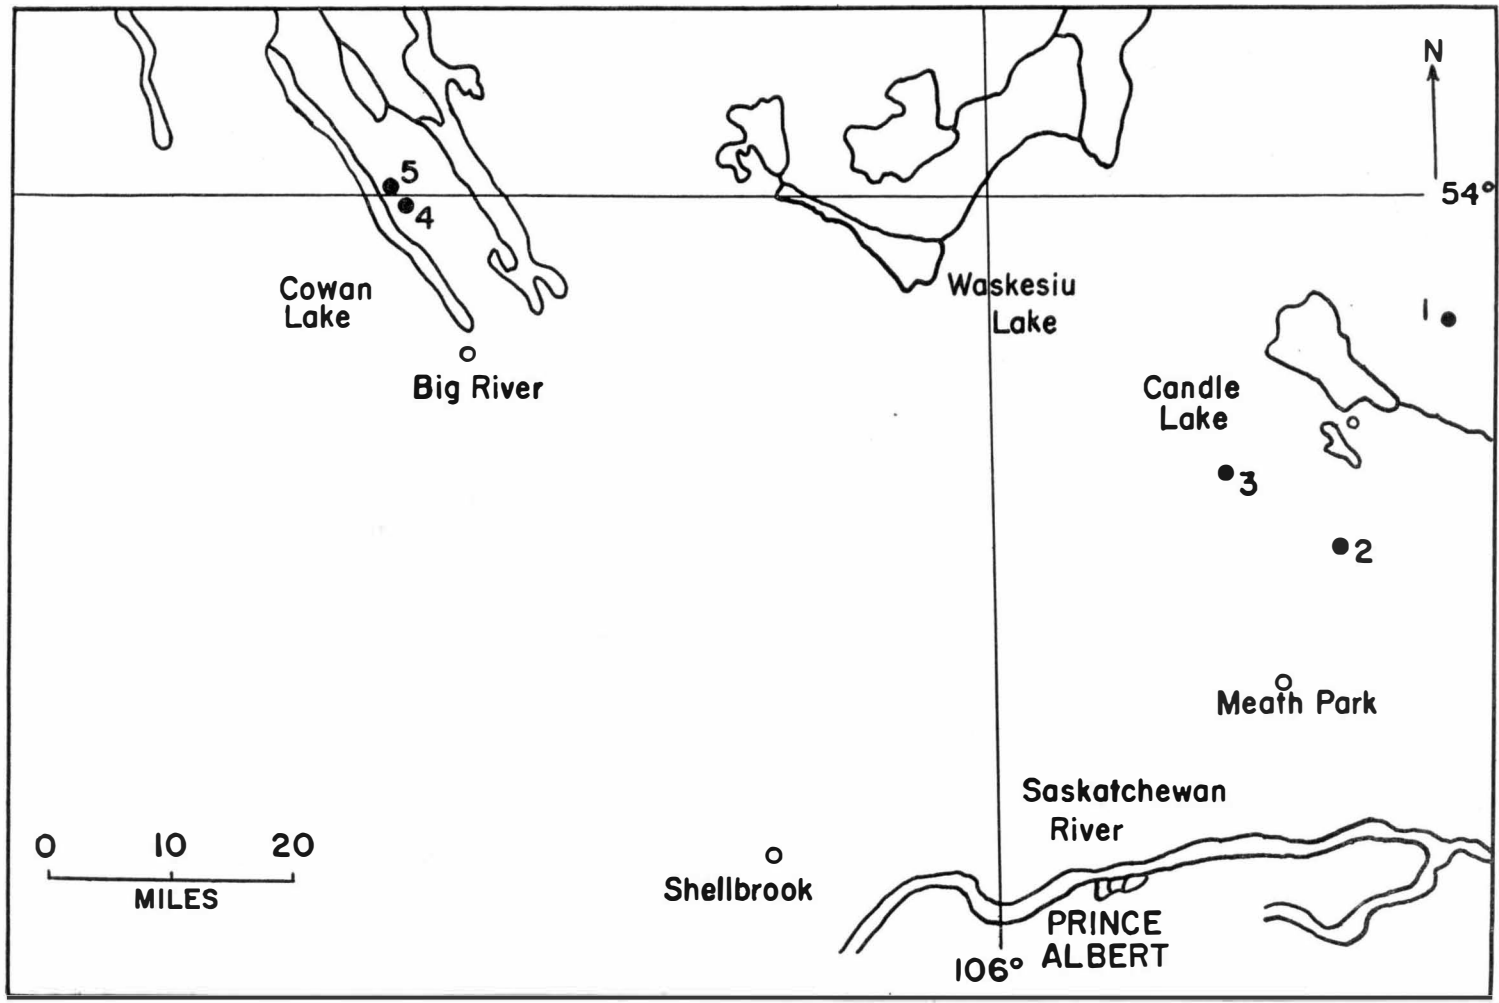 N
54°
5
4
Cowan
Lake
Waskesiu
Lake
1
Big River
Candle
Lake
3
2
Meath Park
Saskatchewan
River
0 10 20
MILES
Shellbrook
PRINCE
ALBERT
106°